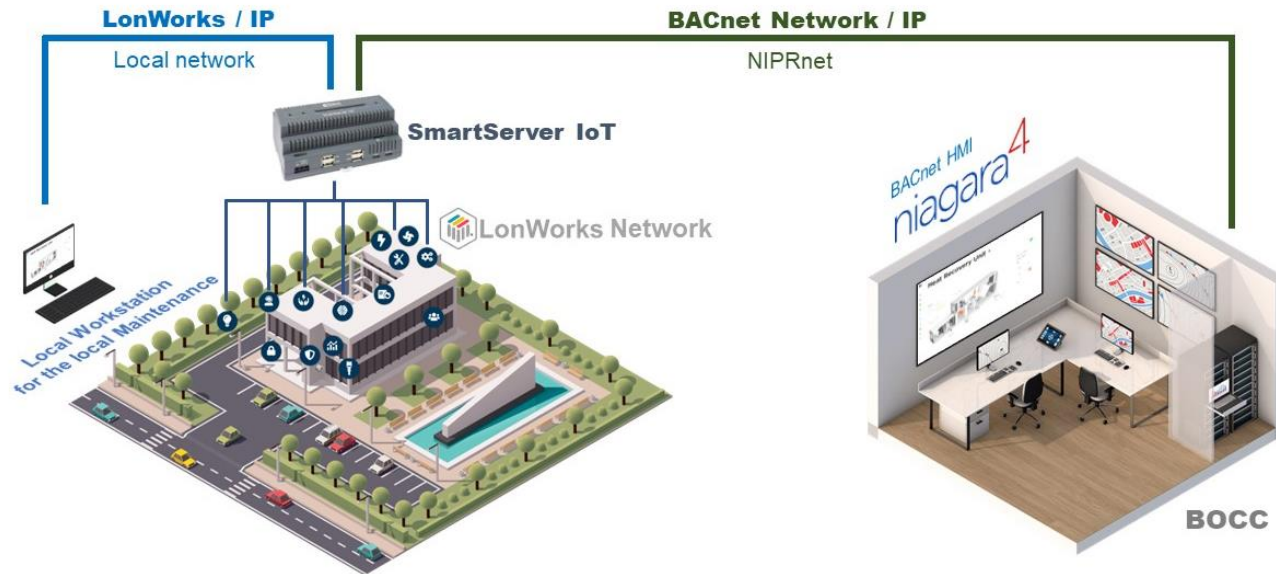 LonWorks / IP
Local network
BACnet Network / IP
NIPRnet
SmartServer IoT
LonWorks Network
Local Workstation
for the local Maintenance
BACnet HMI
niagara4
Heat Recovery Unit
BOCC